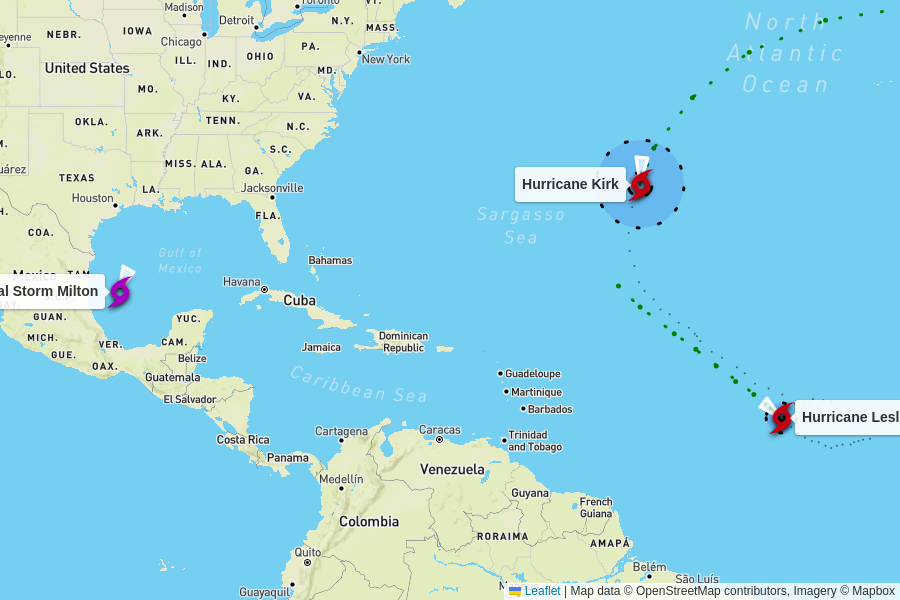 Madison
Toronto
VT.
Detroit
N.Y.
MASS.
North
Atlantic
Ocean
NEBR.
IOWA
Chicago
PA.
New York
United States
ILL.
IND.
OHIO
MD.
MO.
KY.
VA.
OKLA.
TENN.
N.C.
ARK.
S.C.
MISS.
ALA.
GA.
TEXAS
LA.
Jacksonville
Houston
FLA.
COA.
Hurricane Kirk
Sargasso
Sea
Gulf of
Mexico
Bahamas
Mexico
TAM.
al Storm Milton
Havana
Cuba
GUAN.
YUC.
MICH.
VER.
CAM.
GUE.
OAX.
Belize
Guatemala
El Salvador
Jamaica
Dominican
Republic
Caribbean Sea
Guadeloupe
Martinique
Barbados
Hurricane Lesl
Costa Rica
Cartagena
Caracas
Trinidad
and Tobago
Panama
Venezuela
Medellín
Guyana
French
Guiana
Colombia
RORAIMA
AMAPÁ
Quito
Belém
São Luís
Guayaquil
Leaflet | Map data © OpenStreetMap contributors, Imagery © Mapbox